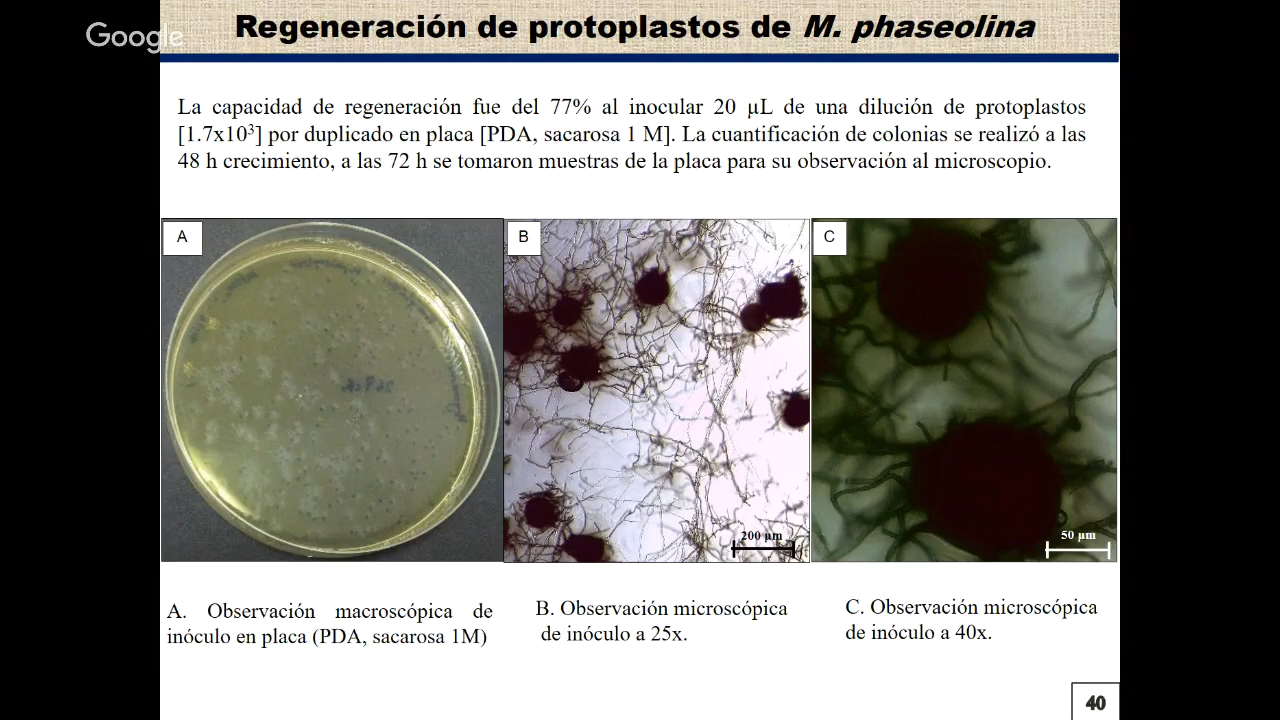 Google
Regeneración de protoplastos de M. phaseolina
La capacidad de regeneración fue del 77% al inocular 20 µL de una dilución de protoplastos
[1.7x10³] por duplicado en placa [PDA, sacarosa 1 M]. La cuantificación de colonias se realizó a las
48 h crecimiento, a las 72 h se tomaron muestras de la placa para su observación al microscopio.
A
B
C
200 µm
50 µm
A. Observación macroscópica de
inóculo en placa (PDA, sacarosa 1M)
B. Observación microscópica
de inóculo a 25x.
C. Observación microscópica
de inóculo a 40x.
40